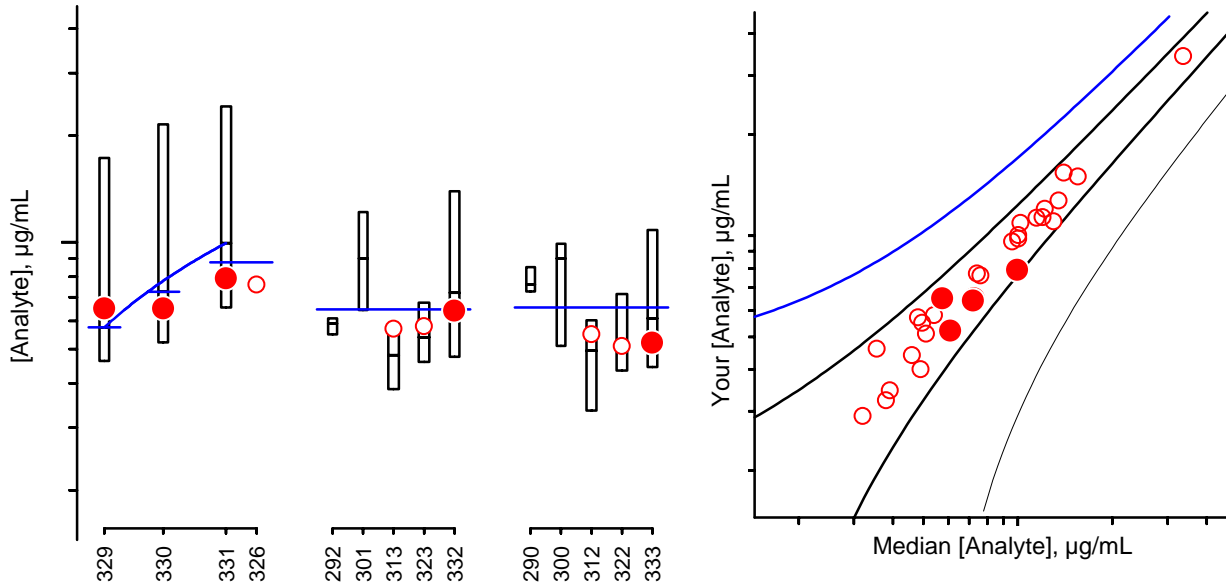 [Analyte], µg/mL
329 330 331 326
292 301 313 323 332
290 300 312 322 333
Your [Analyte], µg/mL
Median [Analyte], µg/mL